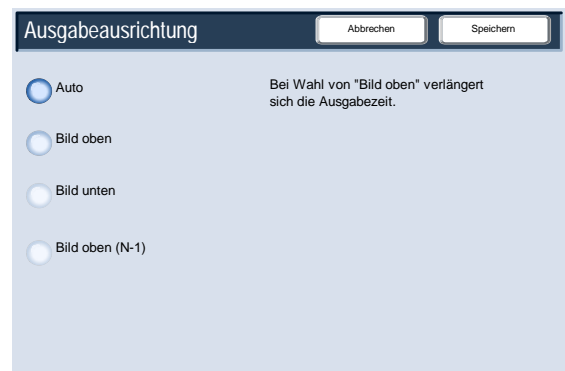 Ausgabeausrichtung
Abbrechen
Speichern
Auto
Bei Wahl von "Bild oben" verlängert
sich die Ausgabezeit.
Bild oben
Bild unten
Bild oben (N-1)